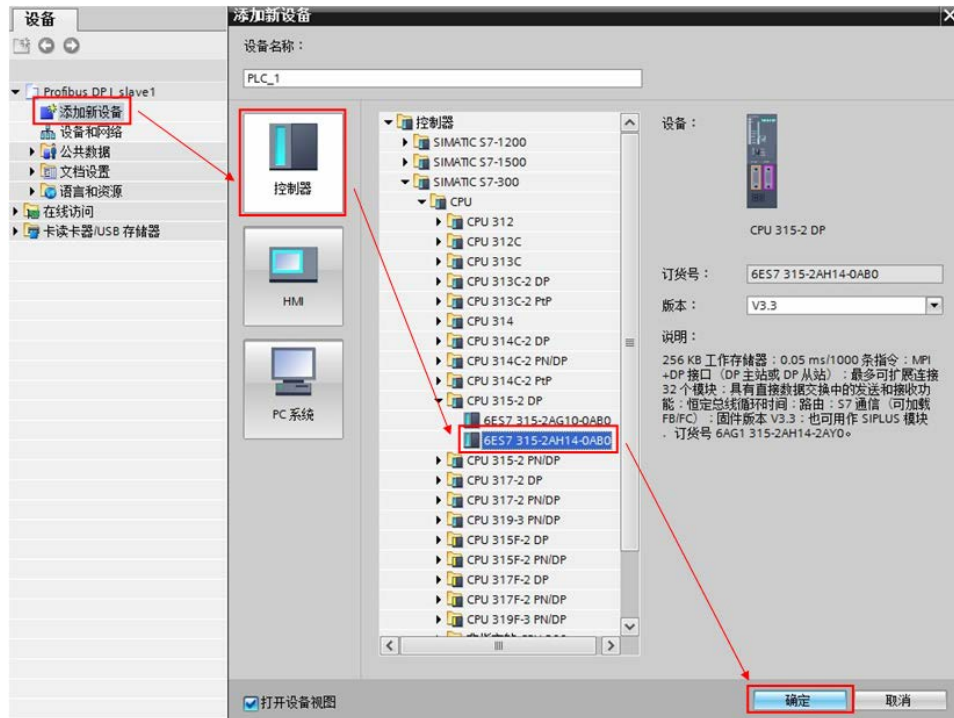 设备
添加新设备
设备名称：
PLC_1
Profibus DP I_slave1
添加新设备
设备和网络
公共数据
文档设置
语言和资源
在线访问
卡读卡器/USB 存储器
控制器
HMI
PC 系统
控制器
SIMATIC S7-1200
SIMATIC S7-1500
SIMATIC S7-300
CPU
CPU 312
CPU 312C
CPU 313C
CPU 313C-2 DP
CPU 313C-2 PtP
CPU 314
CPU 314C-2 DP
CPU 314C-2 PN/DP
CPU 314C-2 PtP
CPU 315-2 DP
6ES7 315-2AG10-0AB0
6ES7 315-2AH14-0AB0
CPU 315-2 PN/DP
CPU 317-2 DP
CPU 317-2 PN/DP
CPU 319-3 PN/DP
CPU 315F-2 DP
CPU 315F-2 PN/DP
CPU 317F-2 DP
CPU 317F-2 PN/DP
CPU 319F-3 PN/DP
设备：
CPU 315-2 DP
订货号：
6ES7 315-2AH14-0AB0
版本：
V3.3
说明：
256 KB 工作存储器；0.05 ms/1000 条指令；MPI
+DP 接口（DP 主站或 DP 从站）；最多可扩展连接
32 个模块；具有直接数据交换中的发送和接收功
能；恒定总线循环时间；路由；S7 通信（可加载
FB/FC）；固件版本 V3.3；也可用作 SIPLUS 模块
，订货号 6AG1 315-2AH14-2AY0。
打开设备视图
确定
取消